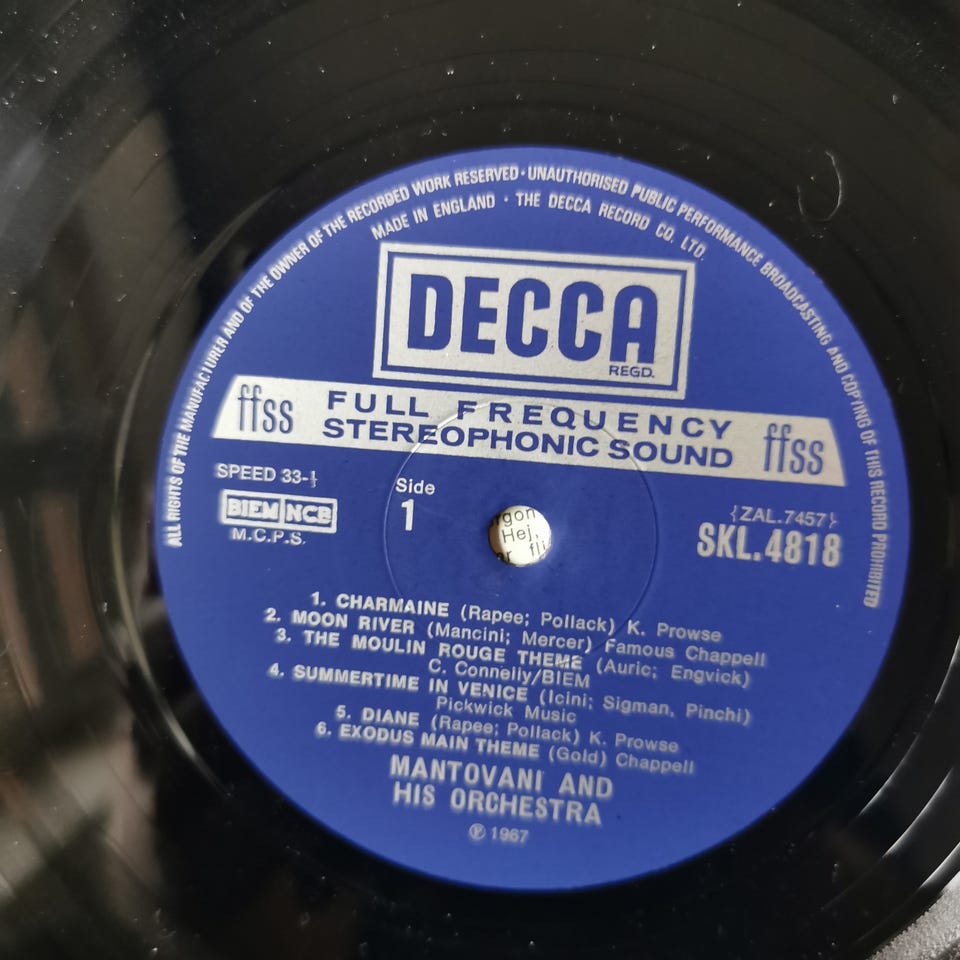 ALL RIGHTS OF THE MANUFACTURER AND OF THE OWNER OF THE RECORDED WORK RESERVED · UNAUTHORISED PUBLIC PERFORMANCE BROADCASTING AND COPYING OF THIS RECORD PROHIBITED
MADE IN ENGLAND · THE DECCA RECORD CO. LTD.
DECCA
REGD.
ffss FULL FREQUENCY STEREOPHONIC SOUND ffss
SPEED 33-⅓
BIEM NCB
M.C.P.S.
Side
1
{ZAL.7457}
SKL.4818
rgon
Hej,
fli
1. CHARMAINE (Rapee; Pollack) K. Prowse
2. MOON RIVER (Mancini; Mercer) Famous Chappell
3. THE MOULIN ROUGE THEME (Auric; Engvick)
C. Connelly/BIEM
4. SUMMERTIME IN VENICE (Icini; Sigman, Pinchi)
Pickwick Music
5. DIANE (Rapee; Pollack) K. Prowse
6. EXODUS MAIN THEME (Gold) Chappell
MANTOVANI AND
HIS ORCHESTRA
℗ 1967